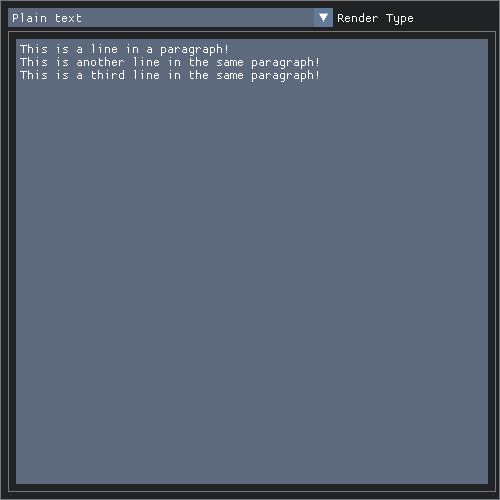 Plain text Render Type
This is a line in a paragraph!
This is another line in the same paragraph!
This is a third line in the same paragraph!